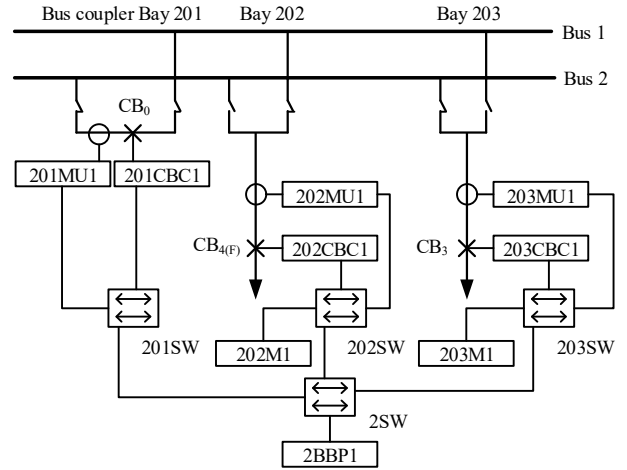 Bus coupler Bay 201 Bay 202 Bay 203
Bus 1
Bus 2
CB0
201MU1 201CBC1 202MU1 203MU1
CB4(F) 202CBC1 CB3 203CBC1
201SW 202M1 202SW 203M1 203SW
2SW
2BBP1